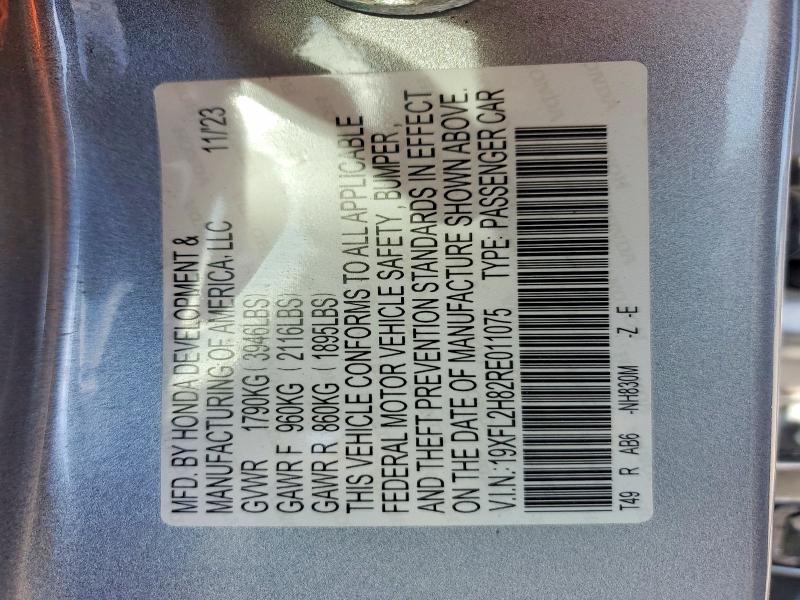 MFD. BY HONDA DEVELOPMENT &
MANUFACTURING OF AMERICA, LLC 11/'23
GVWR 1790KG (3946LBS)
GAWR F 960KG (2116LBS)
GAWR R 860KG (1895LBS)
THIS VEHICLE CONFORMS TO ALL APPLICABLE
FEDERAL MOTOR VEHICLE SAFETY, BUMPER,
AND THEFT PREVENTION STANDARDS IN EFFECT
ON THE DATE OF MANUFACTURE SHOWN ABOVE.
V.I.N.:19XFL2H82RE011075 TYPE: PASSENGER CAR
T49 R AB6 -NH830M -Z -E